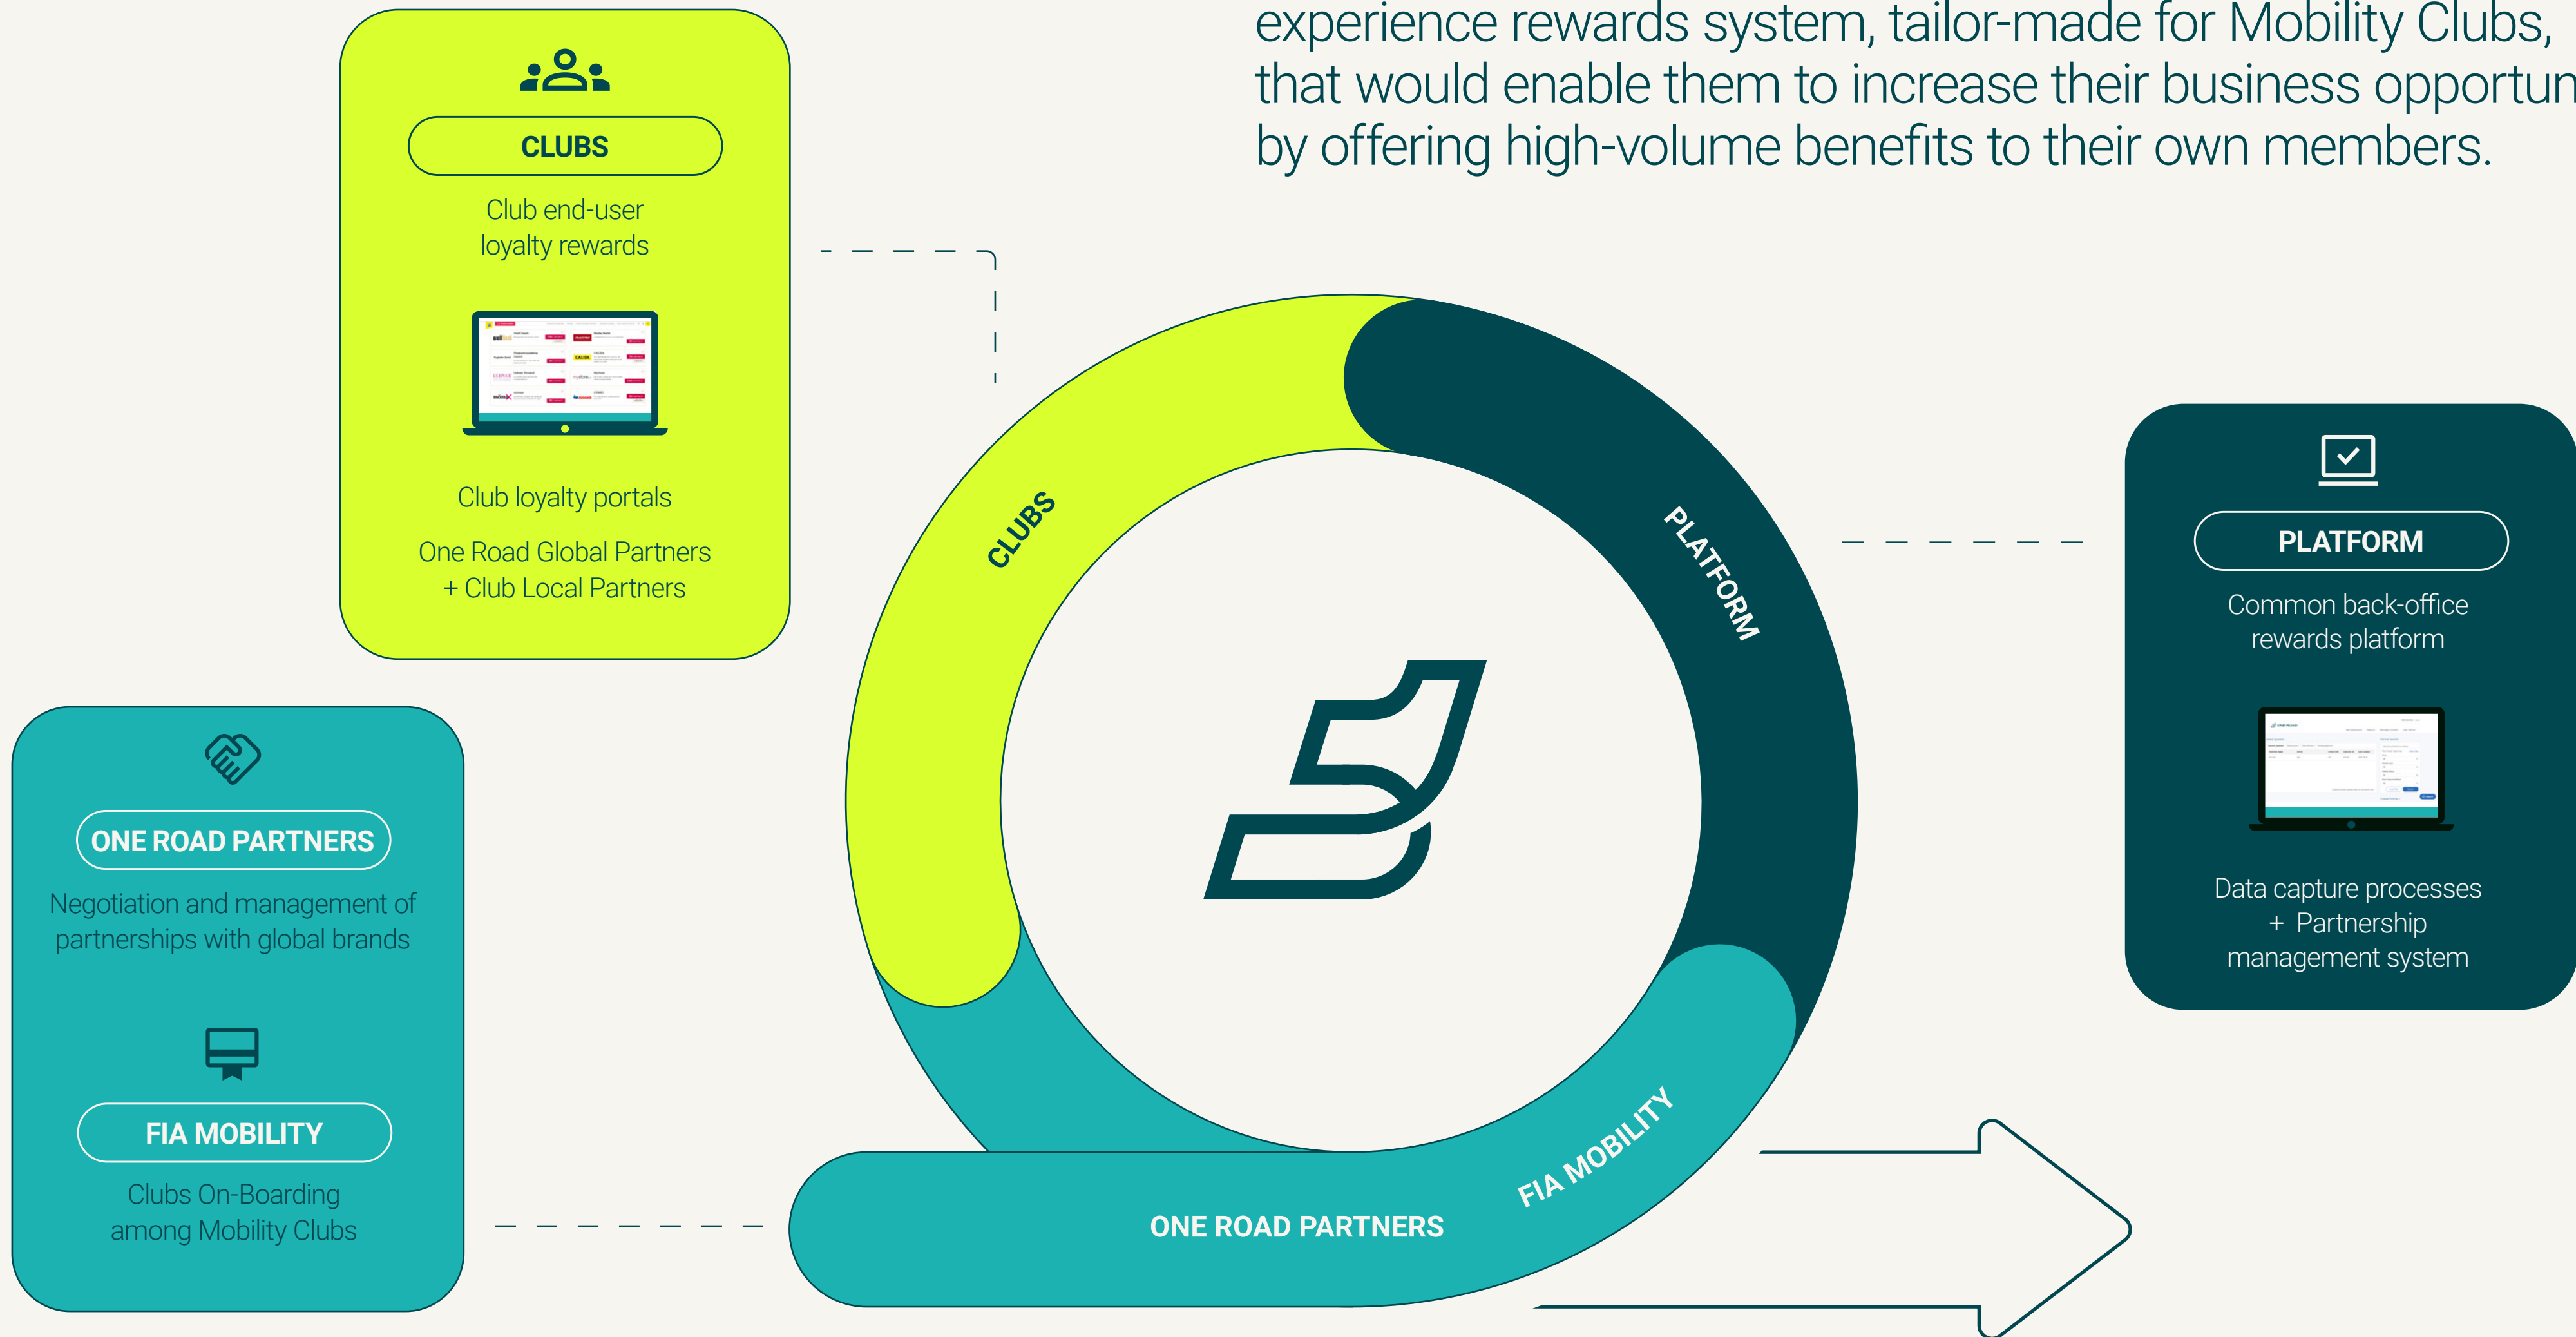 experience rewards system, tailor-made for Mobility Clubs,
that would enable them to increase their business opportun
by offering high-volume benefits to their own members.
CLUBS
Club end-user
loyalty rewards
CALIDA
Club loyalty portals
One Road Global Partners
+ Club Local Partners
ONE ROAD PARTNERS
Negotiation and management of
partnerships with global brands
FIA MOBILITY
Clubs On-Boarding
among Mobility Clubs
CLUBS
PLATFORM
FIA MOBILITY
ONE ROAD PARTNERS
PLATFORM
Common back-office
rewards platform
Data capture processes
+ Partnership
management system